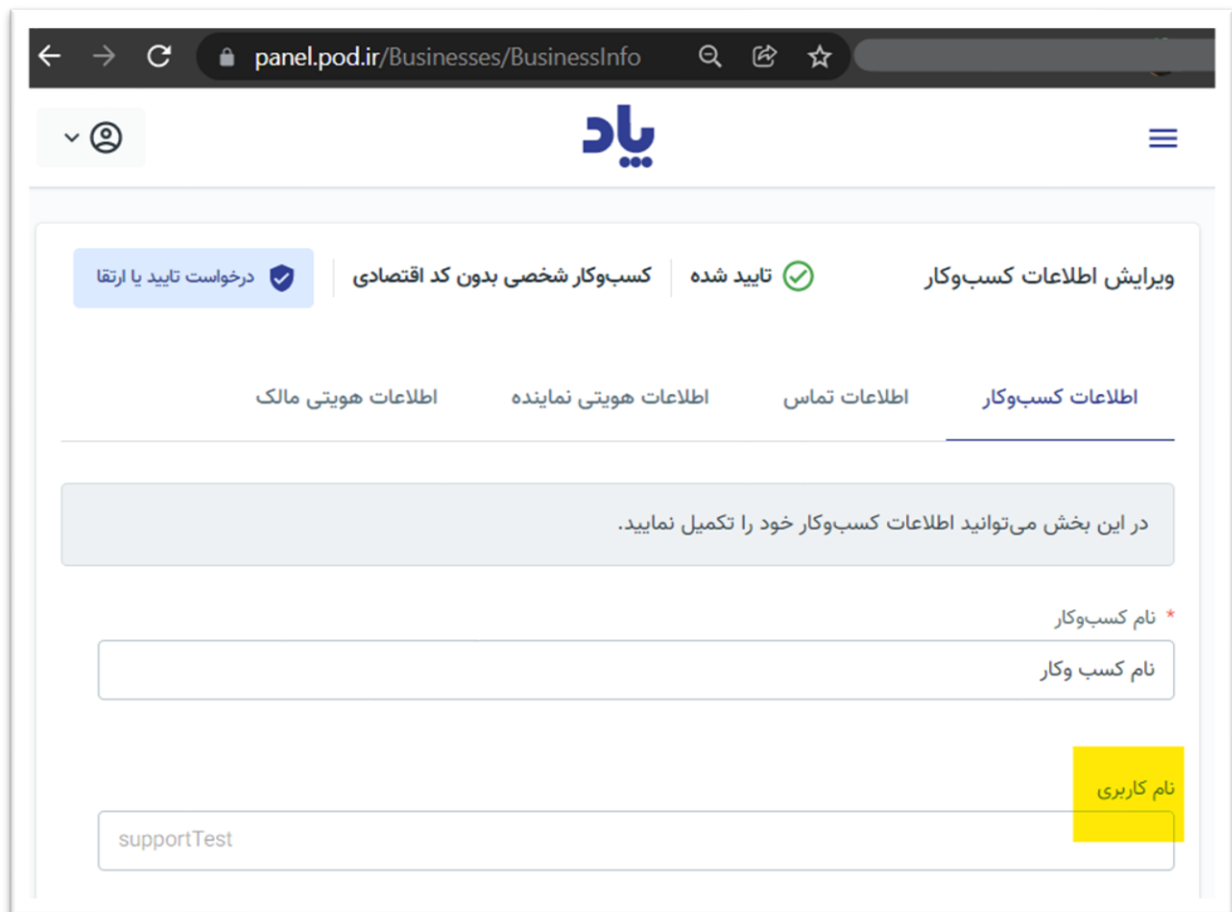 panel.pod.ir/Businesses/BusinessInfo
پاد
ویرایش اطلاعات کسب‌وکار تایید شده کسب‌وکار شخصی بدون کد اقتصادی درخواست تایید یا ارتقا
اطلاعات کسب‌وکار اطلاعات تماس اطلاعات هویتی نماینده اطلاعات هویتی مالک
در این بخش می‌توانید اطلاعات کسب‌وکار خود را تکمیل نمایید.
* نام کسب‌وکار
نام کسب وکار
نام کاربری
supportTest